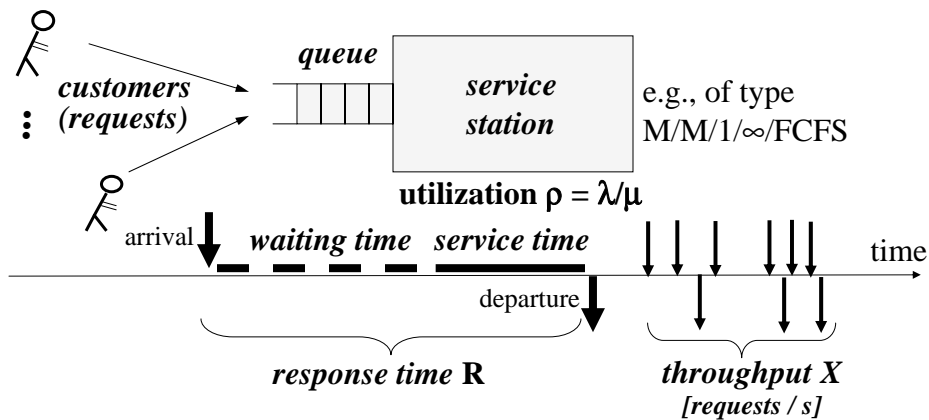 queue
customers
(requests)
service
station
e.g., of type
M/M/1/∞/FCFS
utilization ρ = λ/μ
arrival
waiting time
service time
time
departure
response time R
throughput X
[requests / s]